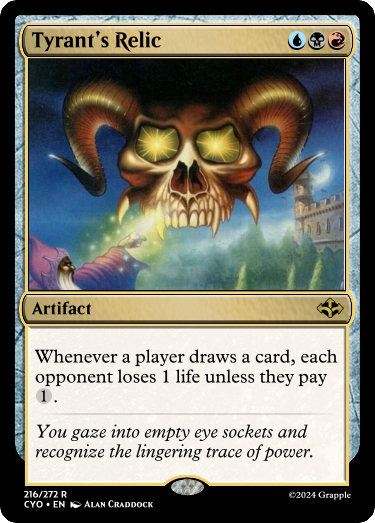 Tyrant's Relic
Artifact
Whenever a player draws a card, each
opponent loses 1 life unless they pay
1 .
You gaze into empty eye sockets and
recognize the lingering trace of power.
216/272 R
CYO • EN Alan Craddock
©2024 Grapple